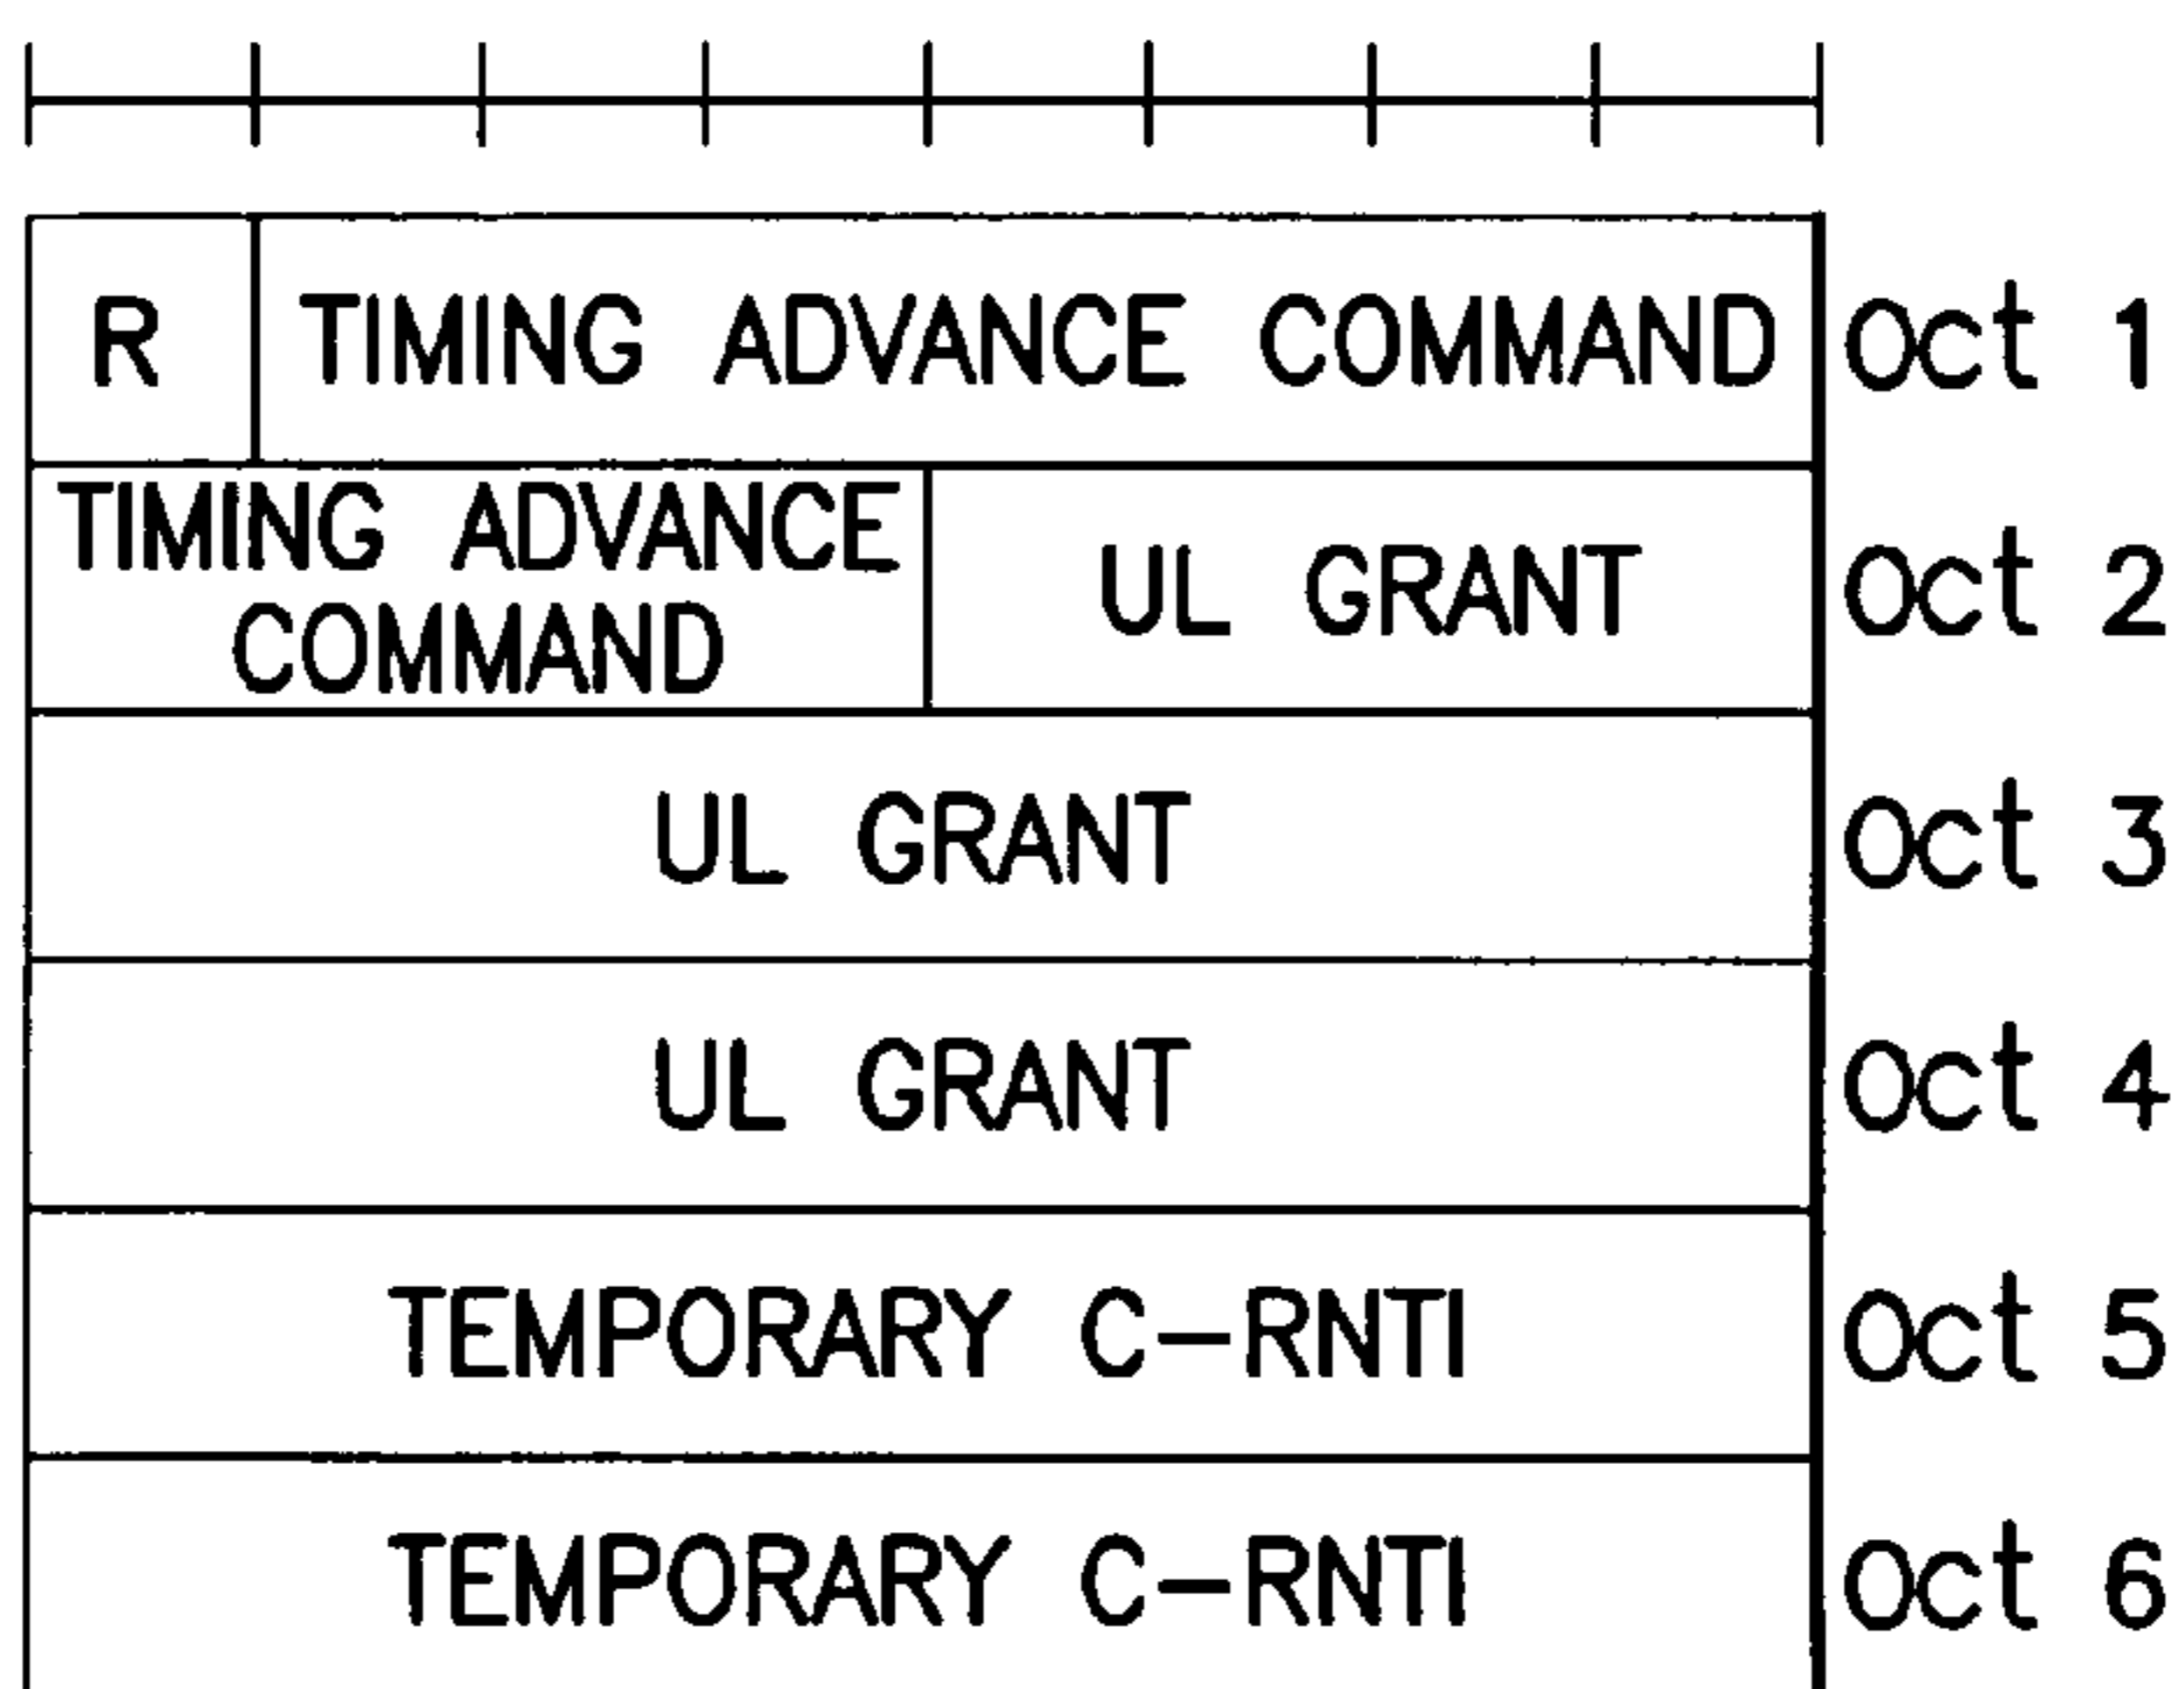 R TIMING ADVANCE COMMAND Oct 1
TIMING ADVANCE
COMMAND
UL GRANT Oct 2
UL GRANT Oct 3
UL GRANT Oct 4
TEMPORARY C-RNTI Oct 5
TEMPORARY C-RNTI Oct 6